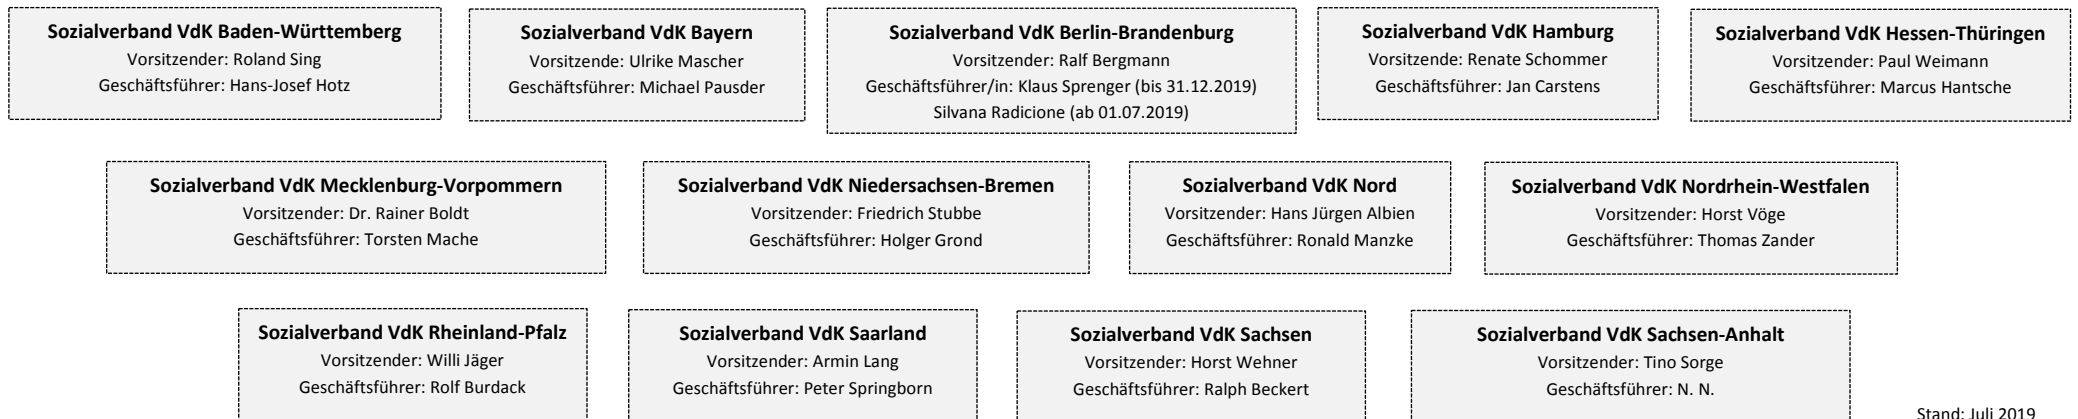 Sozialverband VdK Baden-Württemberg
Vorsitzender: Roland Sing
Geschäftsführer: Hans-Josef Hotz
Sozialverband VdK Bayern
Vorsitzende: Ulrike Mascher
Geschäftsführer: Michael Pausder
Sozialverband VdK Berlin-Brandenburg
Vorsitzender: Ralf Bergmann
Geschäftsführer/in: Klaus Sprenger (bis 31.12.2019)
Silvana Radicione (ab 01.07.2019)
Sozialverband VdK Hamburg
Vorsitzende: Renate Schommer
Geschäftsführer: Jan Carstens
Sozialverband VdK Hessen-Thüringen
Vorsitzender: Paul Weimann
Geschäftsführer: Marcus Hantsche
Sozialverband VdK Mecklenburg-Vorpommern
Vorsitzender: Dr. Rainer Boldt
Geschäftsführer: Torsten Mache
Sozialverband VdK Niedersachsen-Bremen
Vorsitzender: Friedrich Stubbe
Geschäftsführer: Holger Grond
Sozialverband VdK Nord
Vorsitzender: Hans Jürgen Albien
Geschäftsführer: Ronald Manzke
Sozialverband VdK Nordrhein-Westfalen
Vorsitzender: Horst Vöge
Geschäftsführer: Thomas Zander
Sozialverband VdK Rheinland-Pfalz
Vorsitzender: Willi Jäger
Geschäftsführer: Rolf Burdack
Sozialverband VdK Saarland
Vorsitzender: Armin Lang
Geschäftsführer: Peter Springborn
Sozialverband VdK Sachsen
Vorsitzender: Horst Wehner
Geschäftsführer: Ralph Beckert
Sozialverband VdK Sachsen-Anhalt
Vorsitzender: Tino Sorge
Geschäftsführer: N. N.
Stand: Juli 2019